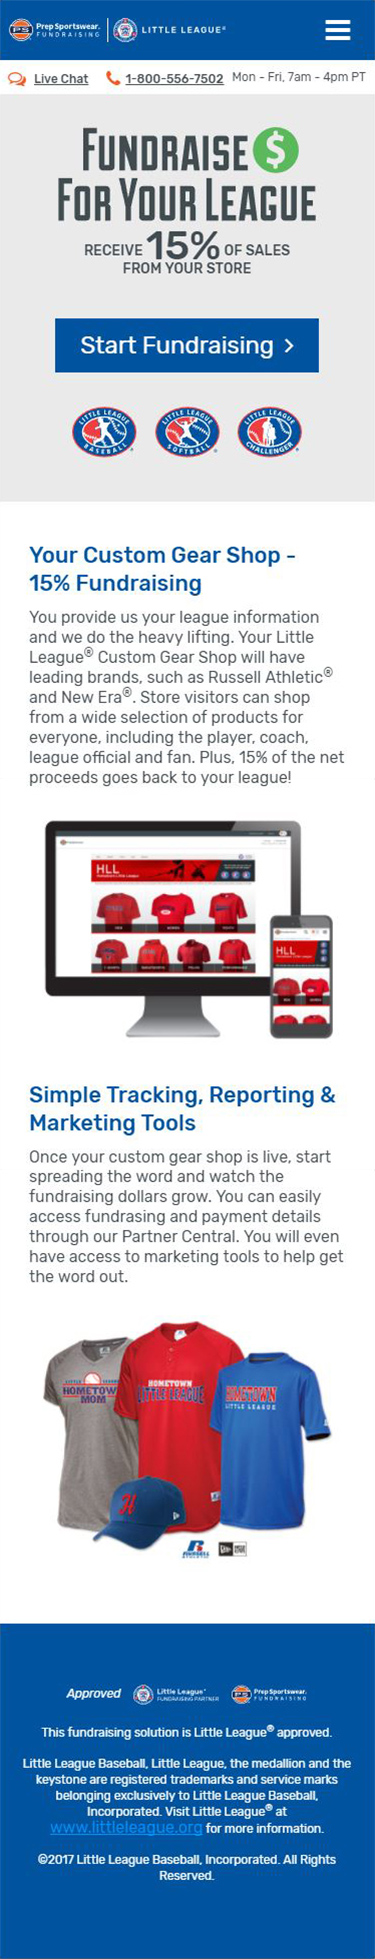 Prep Sportswear.
FUNDRAISING
LITTLE LEAGUE®
Live Chat
1-800-556-7502
Mon - Fri, 7am - 4pm PT
FUNDRAISE $
FOR YOUR LEAGUE
RECEIVE 15% OF SALES
FROM YOUR STORE
Start Fundraising >
LITTLE LEAGUE BASEBALL
LITTLE LEAGUE SOFTBALL
LITTLE LEAGUE CHALLENGER
Your Custom Gear Shop -
15% Fundraising
You provide us your league information
and we do the heavy lifting. Your Little
League® Custom Gear Shop will have
leading brands, such as Russell Athletic®
and New Era®. Store visitors can shop
from a wide selection of products for
everyone, including the player, coach,
league official and fan. Plus, 15% of the net
proceeds goes back to your league!
HLL
HLL
Simple Tracking, Reporting &
Marketing Tools
Once your custom gear shop is live, start
spreading the word and watch the
fundraising dollars grow. You can easily
access fundrasing and payment details
through our Partner Central. You will even
have access to marketing tools to help get
the word out.
HOMETOWN
MOM
HOMETOWN
LITTLE LEAGUE
HOMETOWN
LITTLE LEAGUE
H
Approved
Little League®
FUNDRAISING PARTNER
PS
Prep Sportswear.
FUNDRAISING
This fundraising solution is Little League® approved.
Little League Baseball, Little League, the medallion and the
keystone are registered trademarks and service marks
belonging exclusively to Little League Baseball,
Incorporated. Visit Little League® at
www.littleleague.org for more information.
©2017 Little League Baseball, Incorporated. All Rights
Reserved.